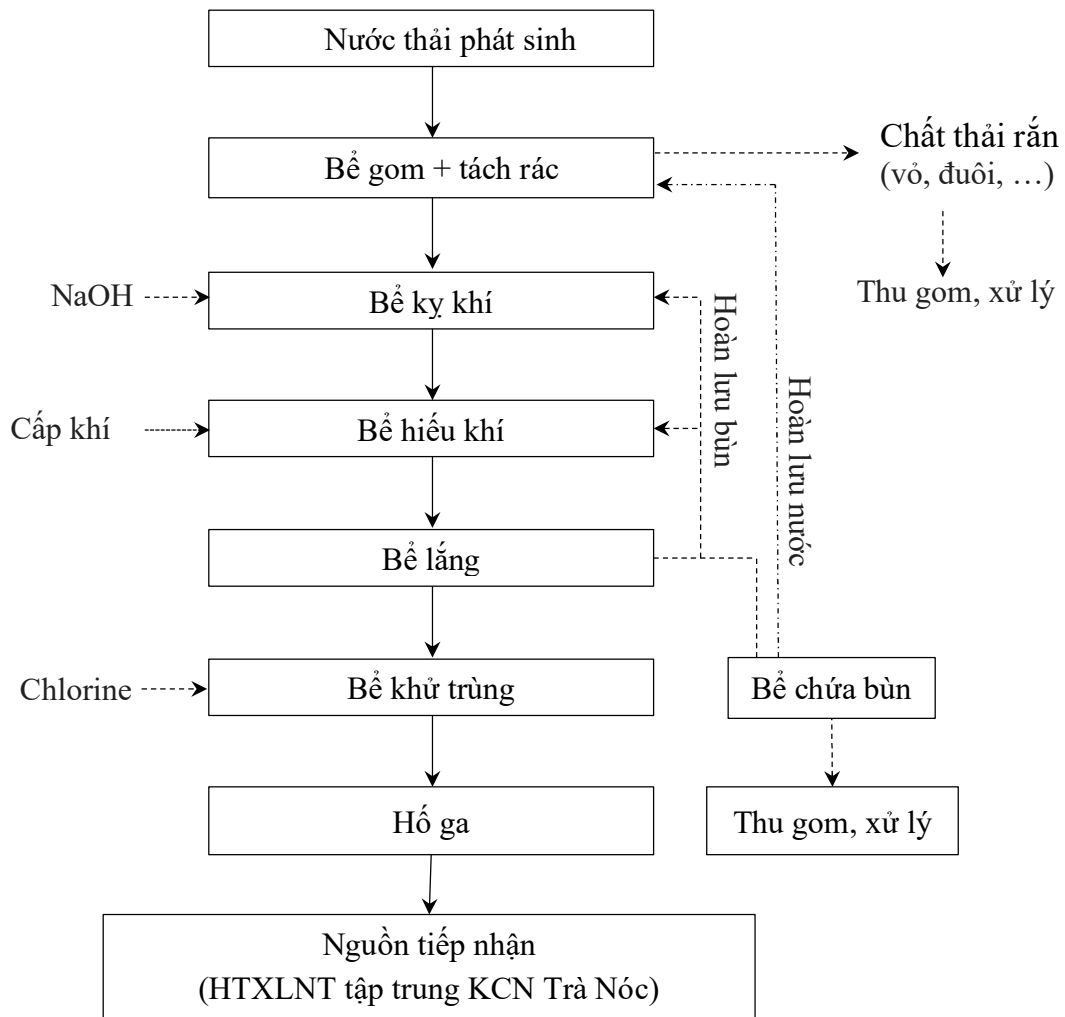 Nước thải phát sinh
Bể gom + tách rác
Chất thải rắn
(vỏ, đuôi, …)
Thu gom, xử lý
NaOH
Bể kỵ khí
Hoàn lưu bùn
Hoàn lưu nước
Cấp khí
Bể hiếu khí
Bể lắng
Chlorine
Bể khử trùng
Bể chứa bùn
Hố ga
Thu gom, xử lý
Nguồn tiếp nhận
(HTXLNT tập trung KCN Trà Nóc)